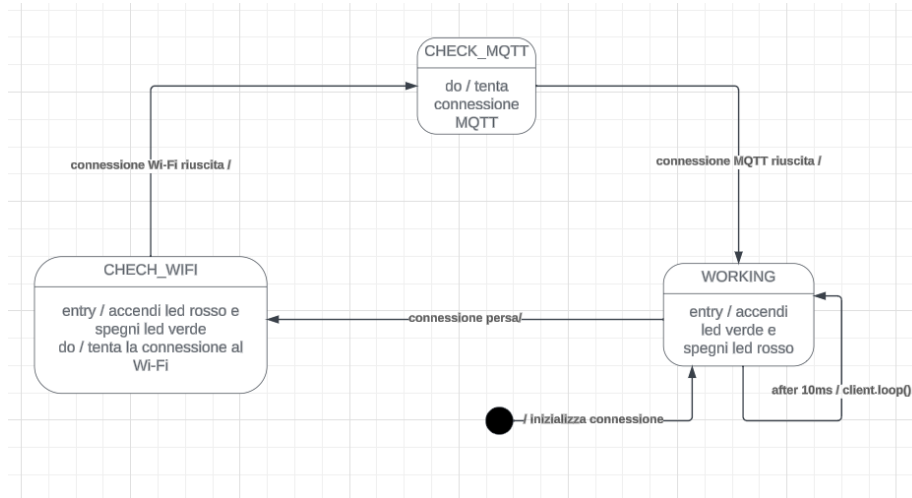 CHECK_MQTT
do / tenta
connessione
MQTT
connessione Wi-Fi riuscita /
connessione MQTT riuscita /
CHECH_WIFI
entry / accendi led rosso e
spegni led verde
do / tenta la connessione al
Wi-Fi
WORKING
entry / accendi
led verde e
spegni led rosso
connessione persa/
after 10ms / client.loop()
/ inizializza connessione